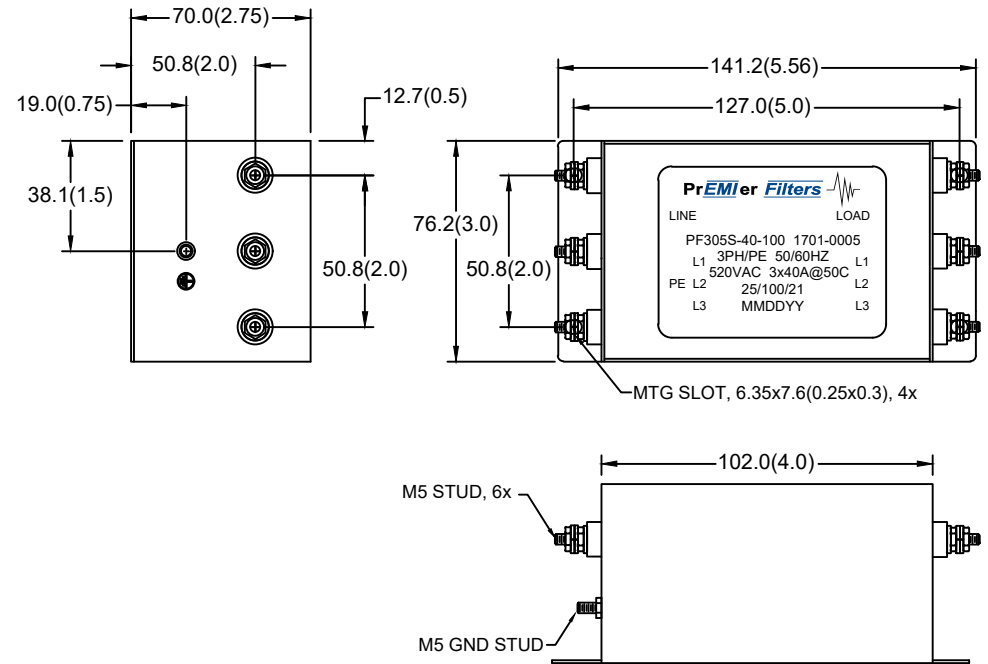 70.0(2.75)
50.8(2.0)
19.0(0.75)
12.7(0.5)
38.1(1.5)
50.8(2.0)
141.2(5.56)
127.0(5.0)
76.2(3.0)
50.8(2.0)
PrEMIer Filters
LINE LOAD
PF305S-40-100 1701-0005
3PH/PE 50/60HZ
L1 L1
520VAC 3x40A@50C
PE L2 25/100/21 L2
L3 MMDDYY L3
MTG SLOT, 6.35x7.6(0.25x0.3), 4x
102.0(4.0)
M5 STUD, 6x
M5 GND STUD